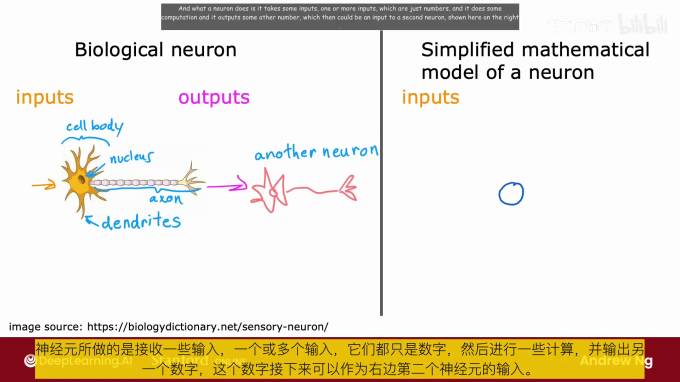 And what a neuron does is it takes some inputs, one or more inputs, which are just numbers, and it does some
computation and it outputs some other number, which then could be an input to a second neuron, shown here on the right
bilibili
Biological neuron
inputs
outputs
cell body
nucleus
axon
dendrites
another neuron
Simplified mathematical
model of a neuron
inputs
image source: https://biologydictionary.net/sensory-neuron/
DeepLearning.AI
Stanford
Andrew Ng
神经元所做的是接收一些输入，一个或多个输入，它们都只是数字，然后进行一些计算，并输出另
一个数字，这个数字接下来可以作为右边第二个神经元的输入。